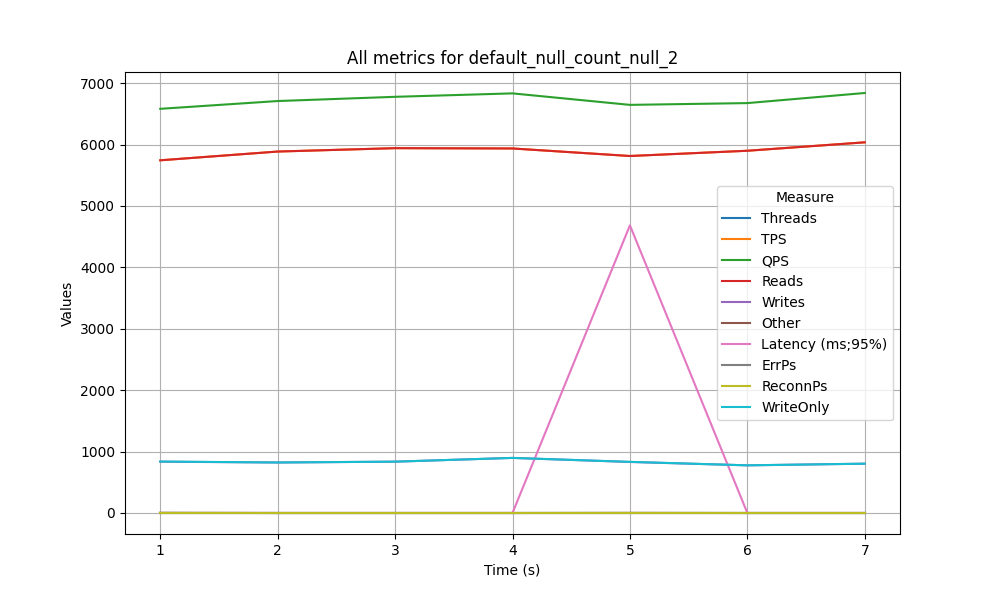 All metrics for default_null_count_null_2
7000
6000
5000
4000
3000
2000
1000
0
Values
Measure
Threads
TPS
QPS
Reads
Writes
Other
Latency (ms;95%)
ErrPs
ReconnPs
WriteOnly
1 2 3 4 5 6 7
Time (s)